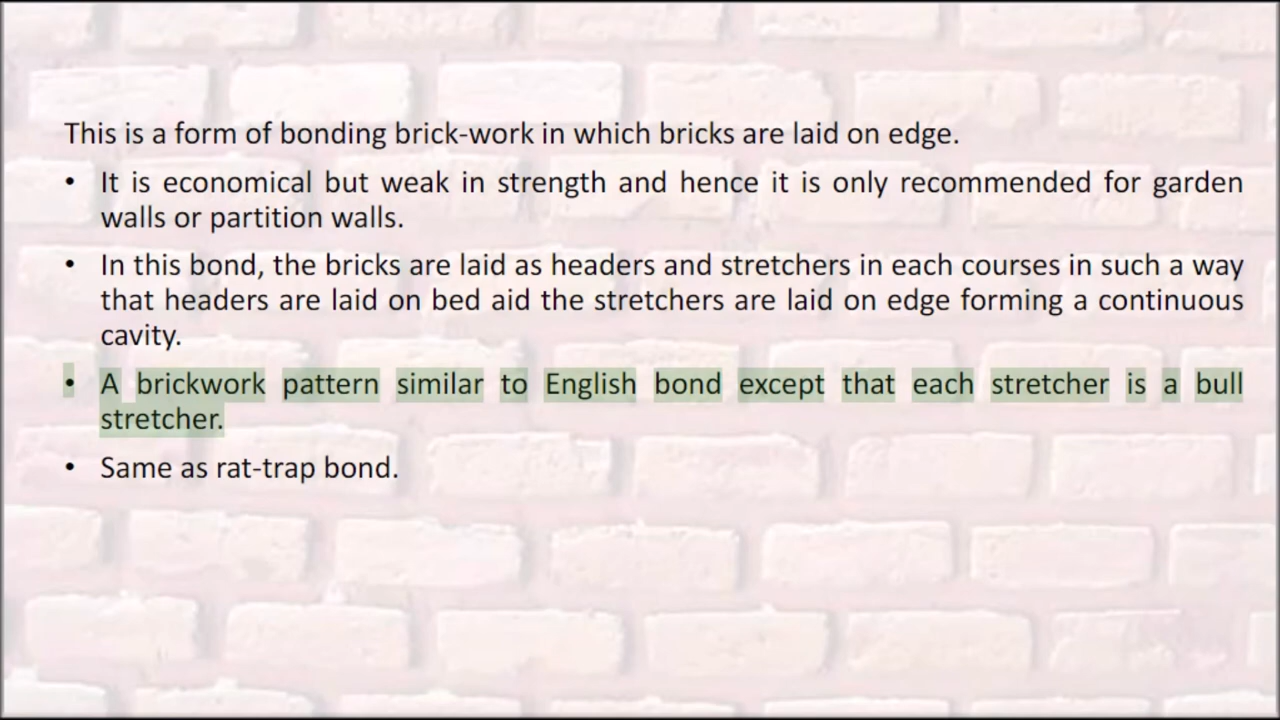 This is a form of bonding brick-work in which bricks are laid on edge.
• It is economical but weak in strength and hence it is only recommended for garden
walls or partition walls.
• In this bond, the bricks are laid as headers and stretchers in each courses in such a way
that headers are laid on bed aid the stretchers are laid on edge forming a continuous
cavity.
• A brickwork pattern similar to English bond except that each stretcher is a bull
stretcher.
• Same as rat-trap bond.